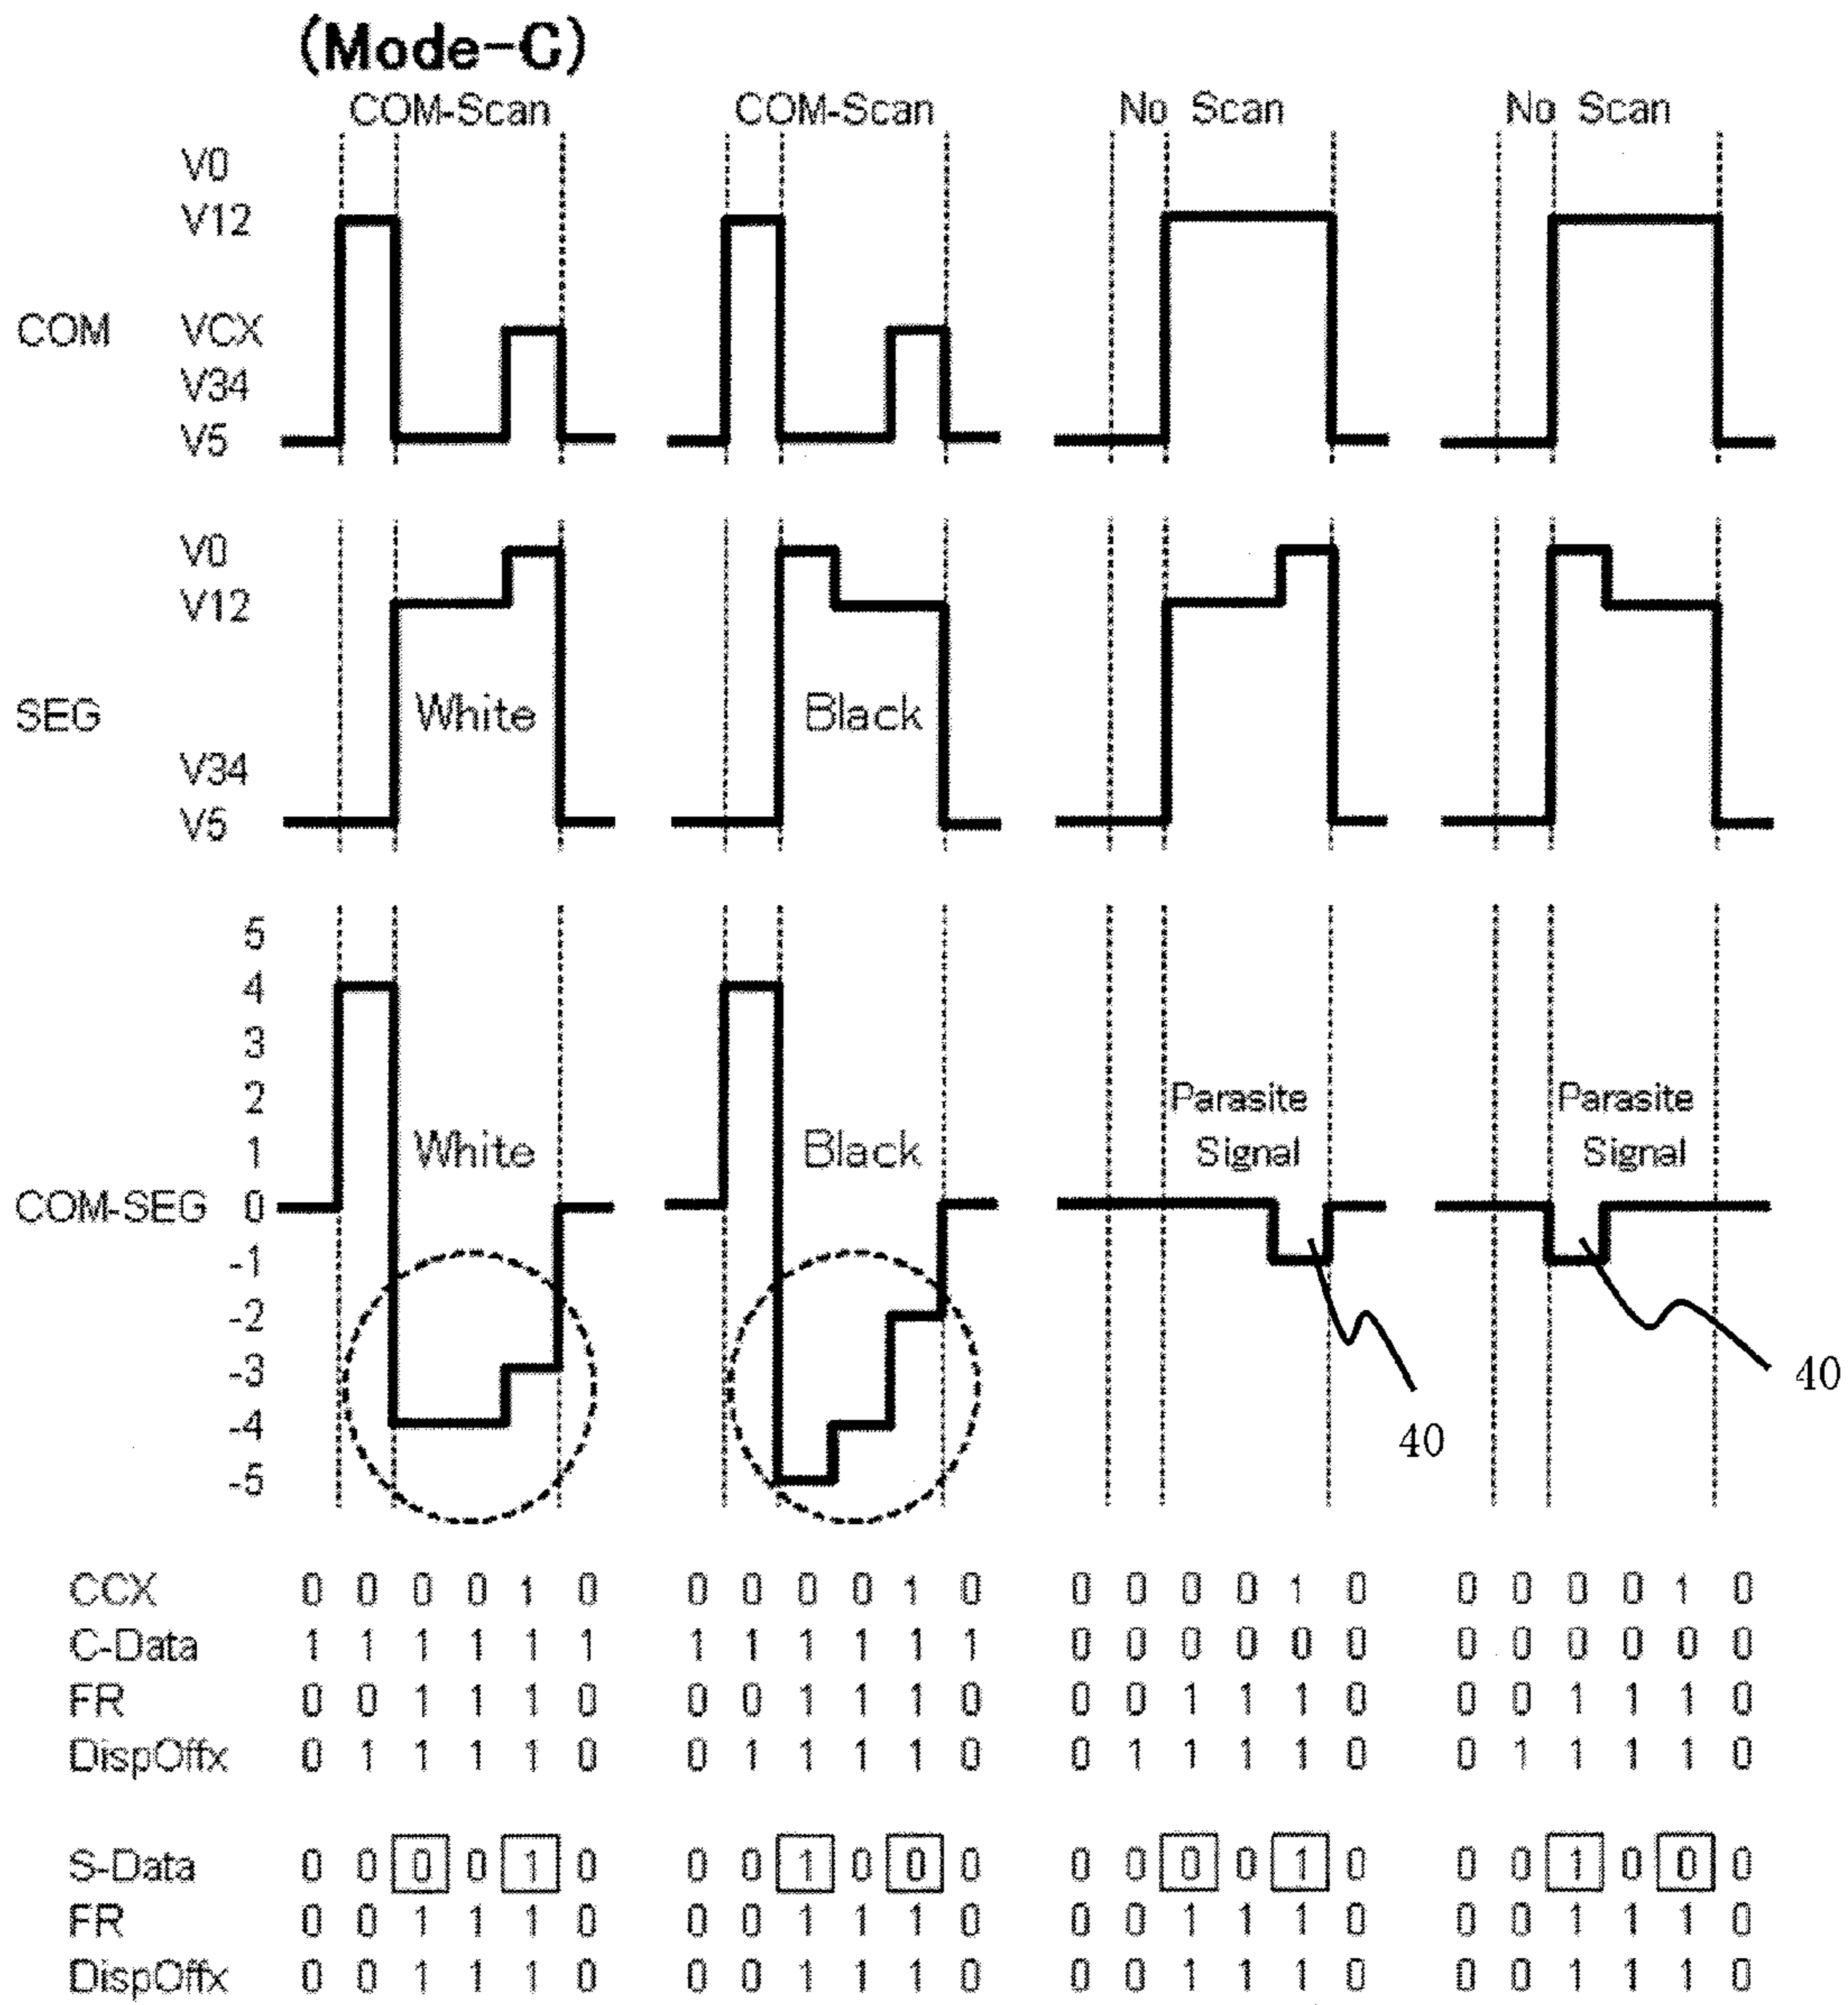 (Mode-C)
COM-Scan COM-Scan No Scan No Scan
V0
V12
COM VCX
V34
V5
V0
V12
SEG White Black
V34
V5
5
4
3
2
Parasite Parasite
1 White Black Signal Signal
COM-SEG 0
-1
-2
-3
40
-4
40
-5
CCX 0 0 0 0 1 0 0 0 0 0 1 0 0 0 0 0 1 0 0 0 0 0 1 0
C-Data 1 1 1 1 1 1 1 1 1 1 1 1 0 0 0 0 0 0 0 0 0 0 0 0
FR 0 0 1 1 1 0 0 0 1 1 1 0 0 0 1 1 1 0 0 0 1 1 1 0
DispOffx 0 1 1 1 1 0 0 1 1 1 1 0 0 1 1 1 1 0 0 1 1 1 1 0
S-Data 0 0 0 0 1 0 0 0 1 0 0 0 0 0 0 0 1 0 0 0 1 0 0 0
FR 0 0 1 1 1 0 0 0 1 1 1 0 0 0 1 1 1 0 0 0 1 1 1 0
DispOffx 0 0 1 1 1 0 0 0 1 1 1 0 0 0 1 1 1 0 0 0 1 1 1 0